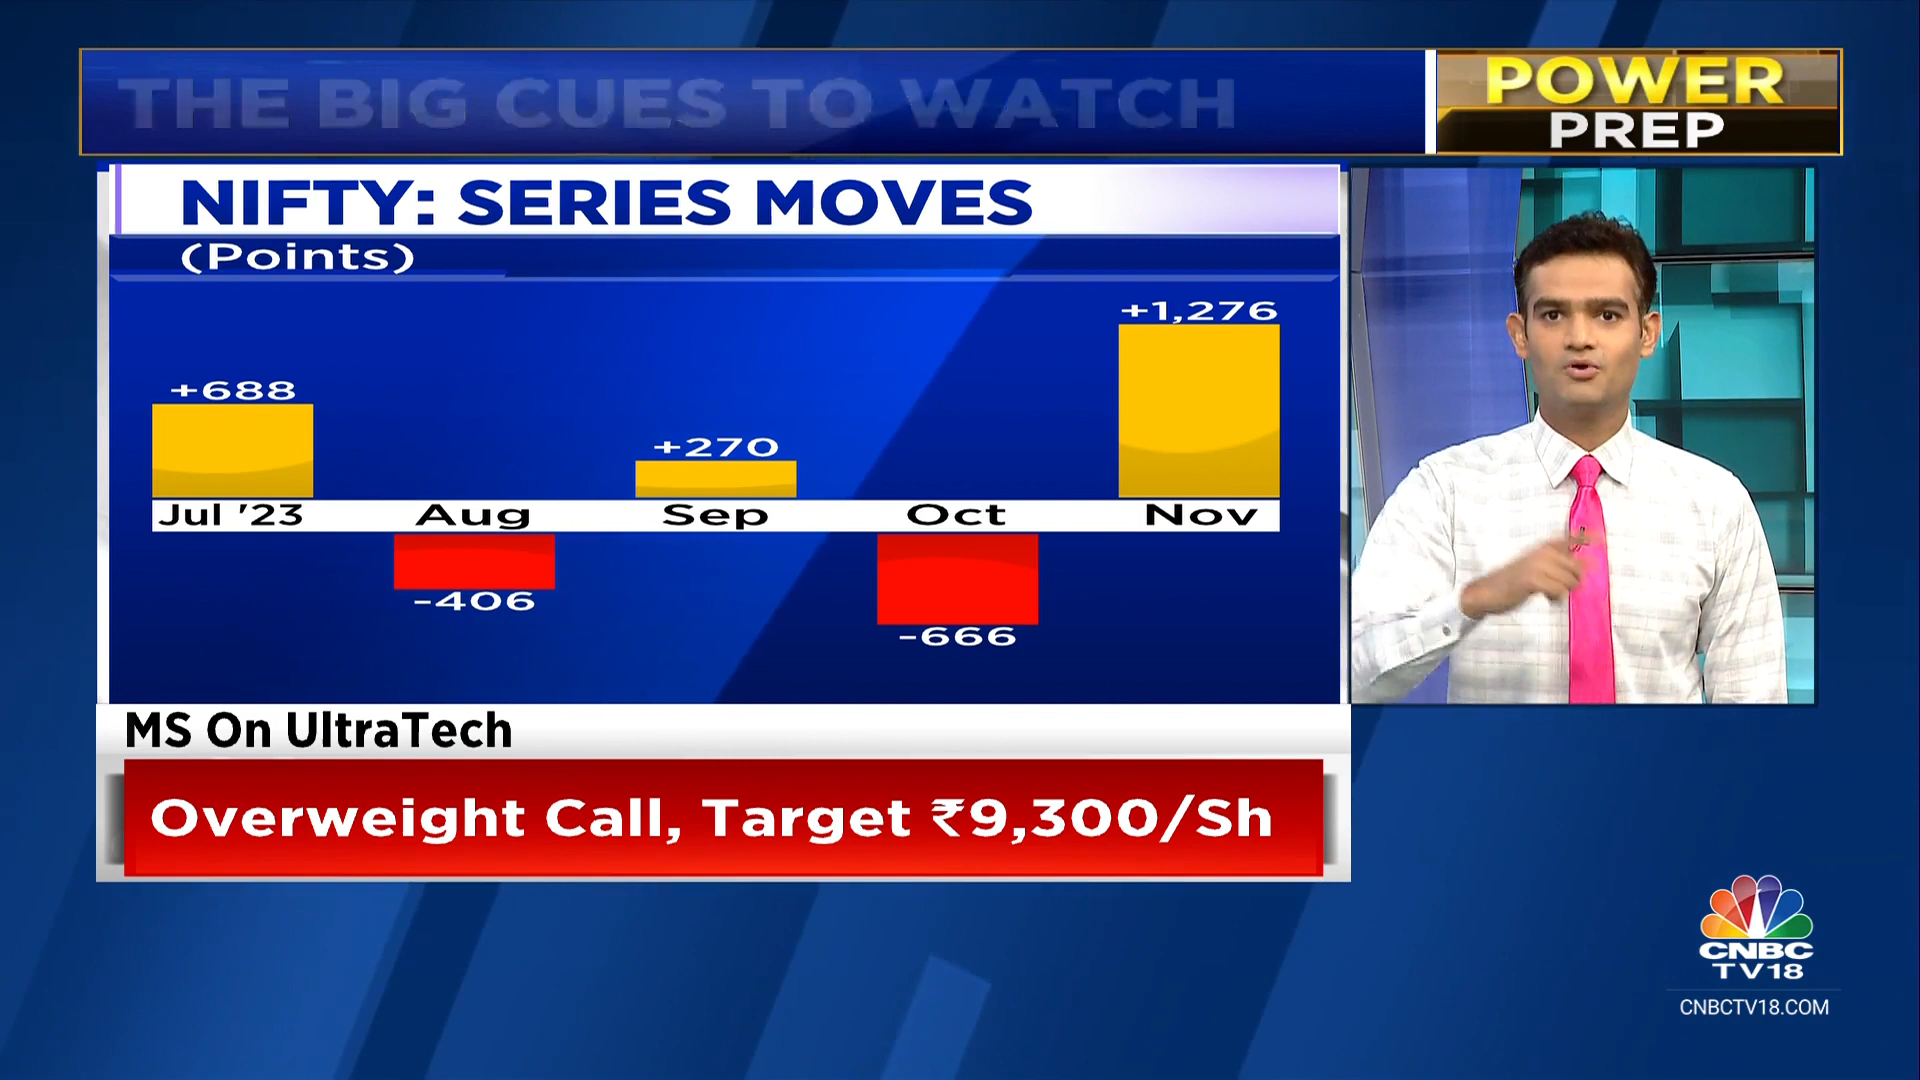 THE BIG CUES TO WATCH
POWER
PREP
NIFTY: SERIES MOVES
(Points)
+688
+270
+1,276
Jul '23 Aug Sep Oct Nov
-406
-666
MS On UltraTech
Overweight Call, Target ₹9,300/Sh
CNBC
TV18
CNBCTV18.COM